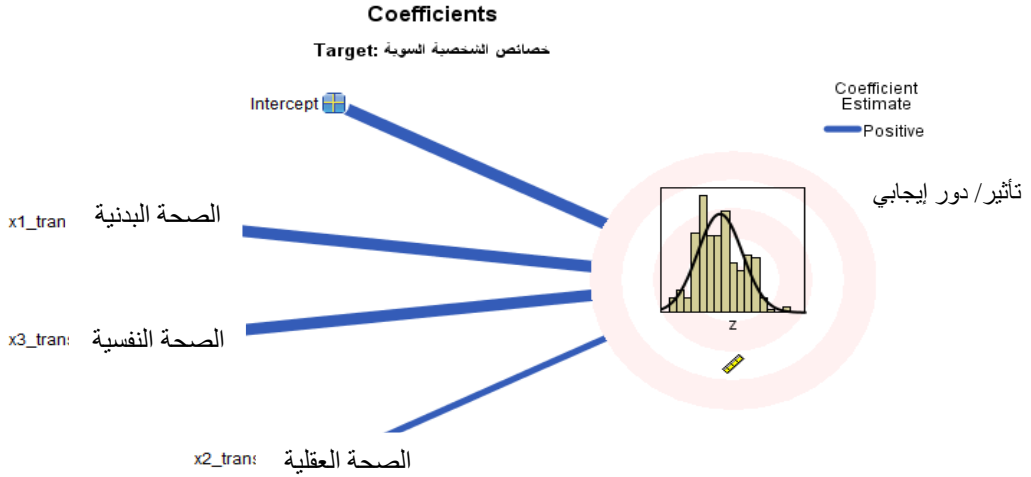 Coefficients
Target: خصائص الشخصية السوية
Intercept
Coefficient
Estimate
Positive
تأثير/ دور إيجابي
x1_tran
الصحة البدنية
x3_tran
الصحة النفسية
z
x2_tran
الصحة العقلية